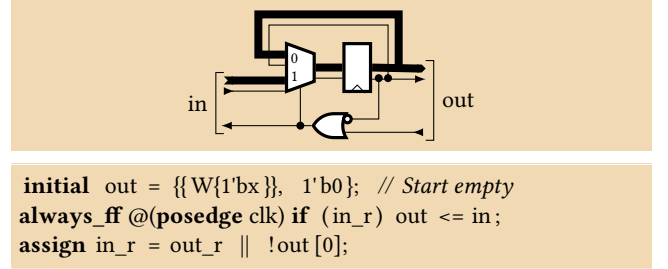 0
1
in
out
initial out = {{W{1'bx}}, 1'b0}; // Start empty
always_ff @(posedge clk) if (in_r) out <= in;
assign in_r = out_r || !out[0];